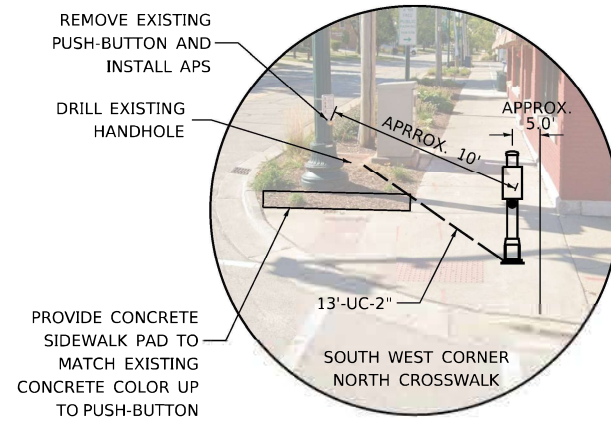 REMOVE EXISTING
PUSH-BUTTON AND
INSTALL APS
DRILL EXISTING
HANDHOLE
APRROX. 10'
APPROX.
5.0'
13'-UC-2"
PROVIDE CONCRETE
SIDEWALK PAD TO
MATCH EXISTING
CONCRETE COLOR UP
TO PUSH-BUTTON
SOUTH WEST CORNER
NORTH CROSSWALK